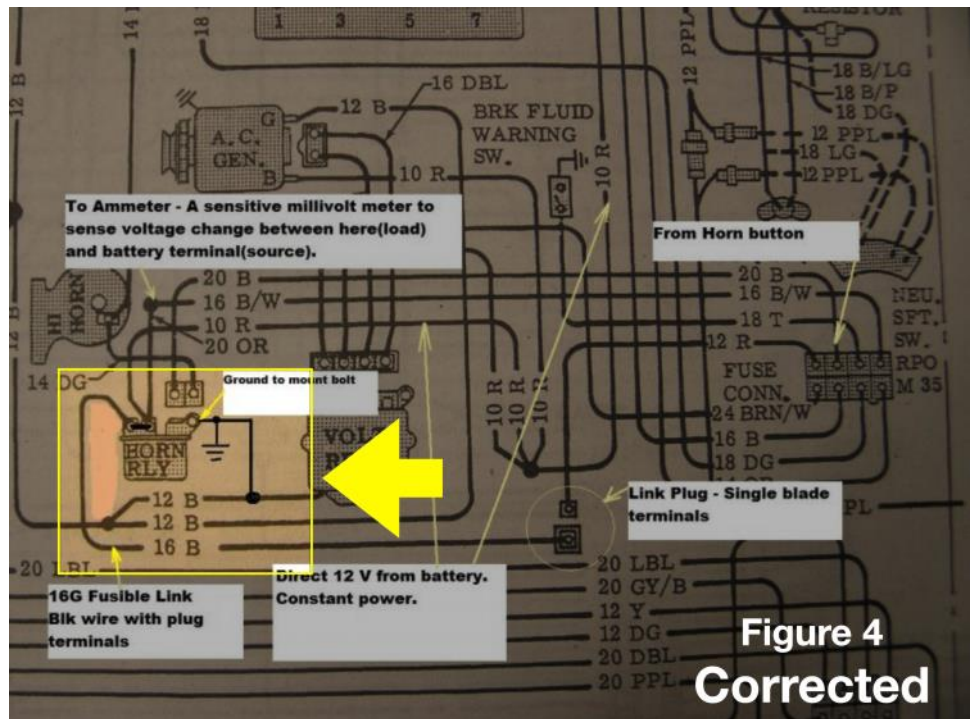 1 3 5 7
RESISTOR
14 D
18
12 B
12 PPL
18 B/LG
18 B/P
18 DG
12 PPL
18 LG
12 PPL
16 DBL
12 B
G
A.C.
GEN.
B
BRK FLUID
WARNING
SW.
10 R
10 R
To Ammeter - A sensitive millivolt meter to
sense voltage change between here(load)
and battery terminal(source).
From Horn button
HI
HORN
20 B
16 B/W
10 R
20 OR
20 B
16 B/W
18 T
12 R
NEU.
SFT.
SW.
RPO
M 35
FUSE
CONN.
24 BRN/W
16 B
18 DG
14 DG
12 B
Ground to mount bolt
HORN
RLY
VOLT
10 R
10 R
10 R
12 B
12 B
16 B
Link Plug - Single blade
terminals
PL
20 LBL
16G Fusible Link
Blk wire with plug
terminals
Direct 12 V from battery.
Constant power.
20 LBL
20 GY/B
12 Y
12 DG
20 DBL
20 PPL
Figure 4
Corrected